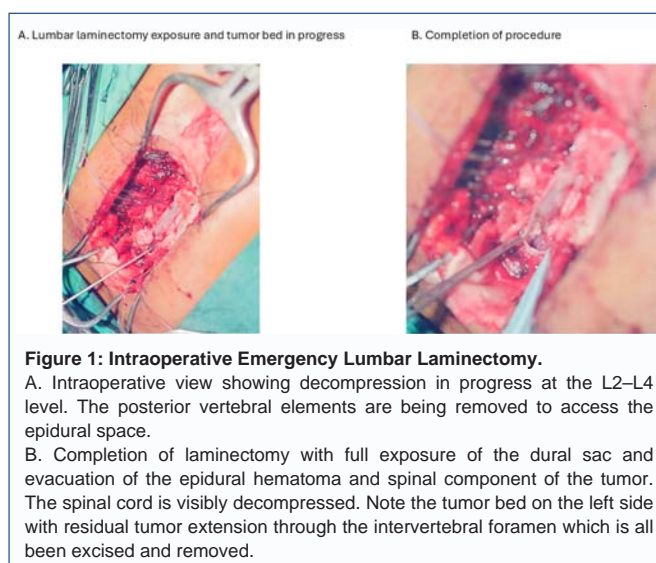 A. Lumbar laminectomy exposure and tumor bed in progress
B. Completion of procedure
Figure 1: Intraoperative Emergency Lumbar Laminectomy.
A. Intraoperative view showing decompression in progress at the L2–L4
level. The posterior vertebral elements are being removed to access the
epidural space.
B. Completion of laminectomy with full exposure of the dural sac and
evacuation of the epidural hematoma and spinal component of the tumor.
The spinal cord is visibly decompressed. Note the tumor bed on the left side
with residual tumor extension through the intervertebral foramen which is all
been excised and removed.